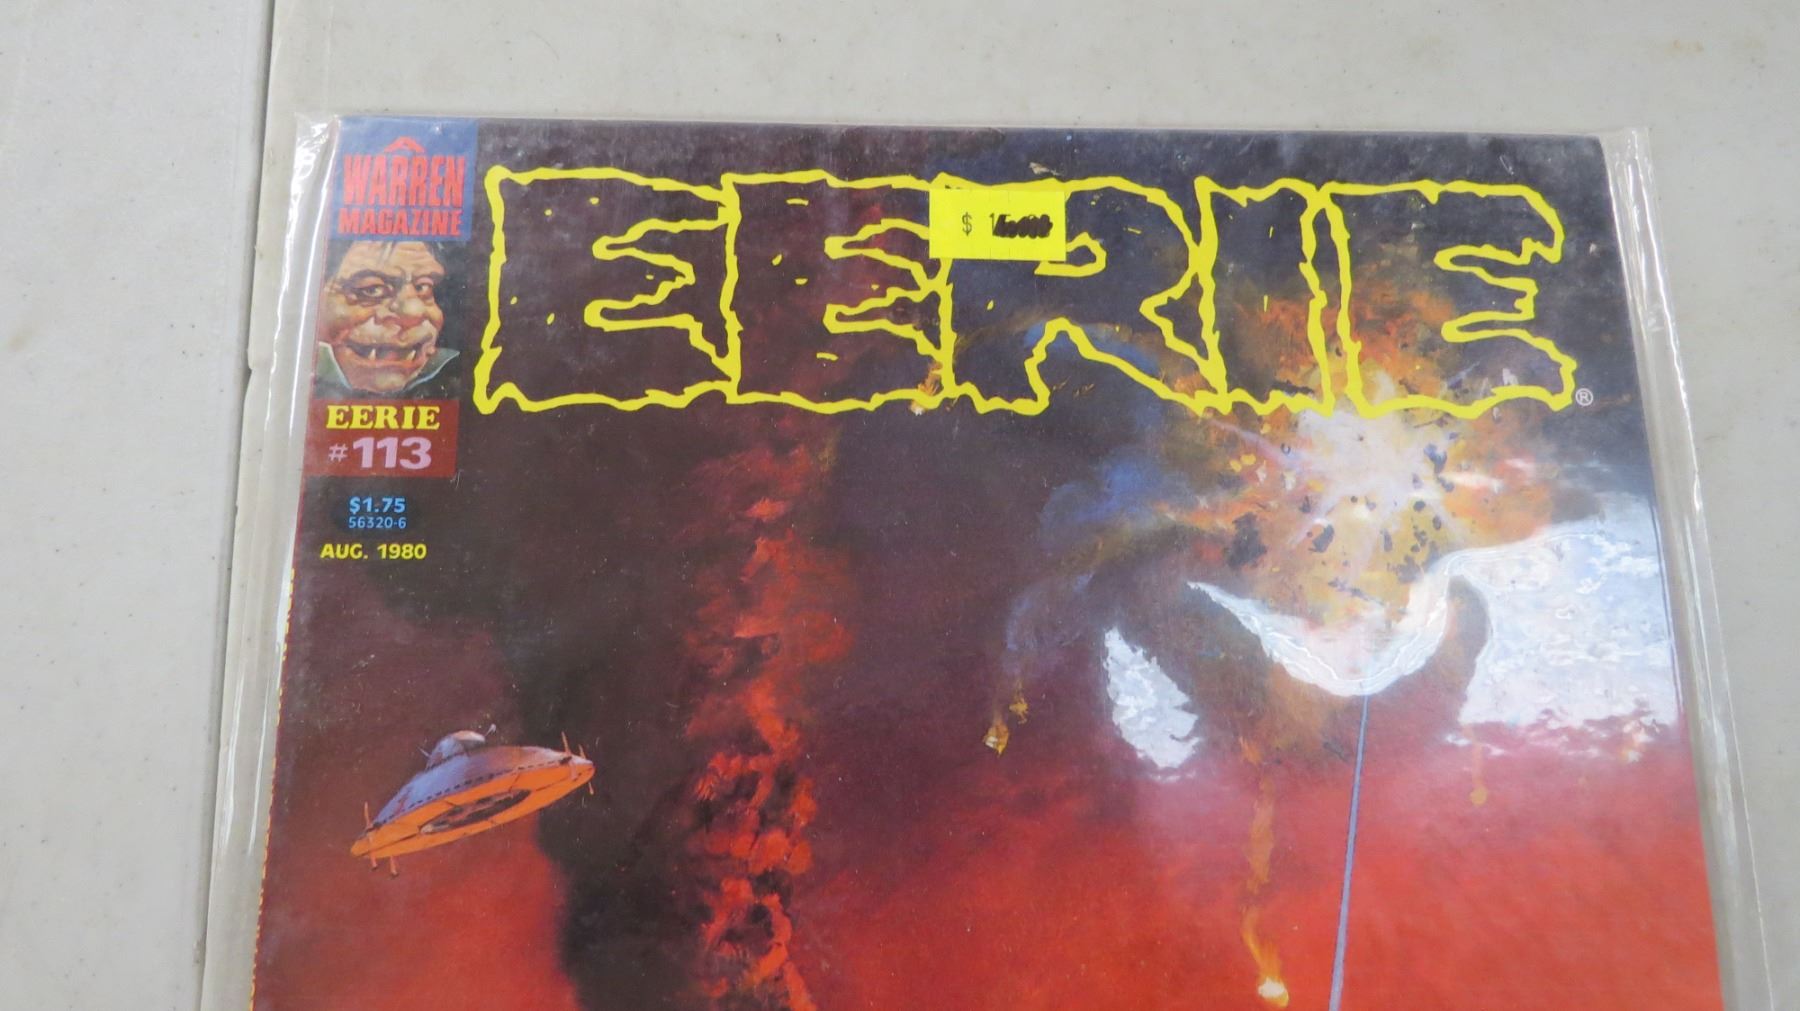 A
WARREN
MAGAZINE
EERIE
®
$
EERIE
#113
$1.75
56320-6
AUG. 1980